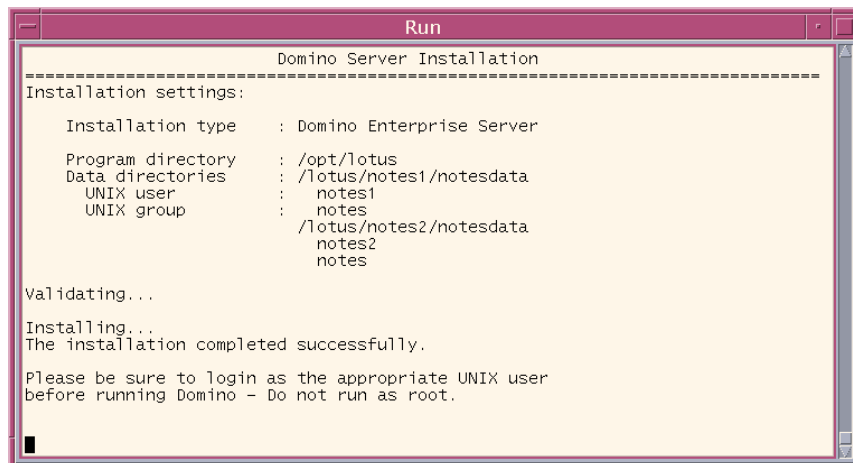 Run
Domino Server Installation
================================================================================
Installation settings:
Installation type : Domino Enterprise Server
Program directory : /opt/lotus
Data directories : /lotus/notes1/notesdata
UNIX user : notes1
UNIX group : notes
/lotus/notes2/notesdata
notes2
notes
Validating...
Installing...
The installation completed successfully.
Please be sure to login as the appropriate UNIX user
before running Domino - Do not run as root.